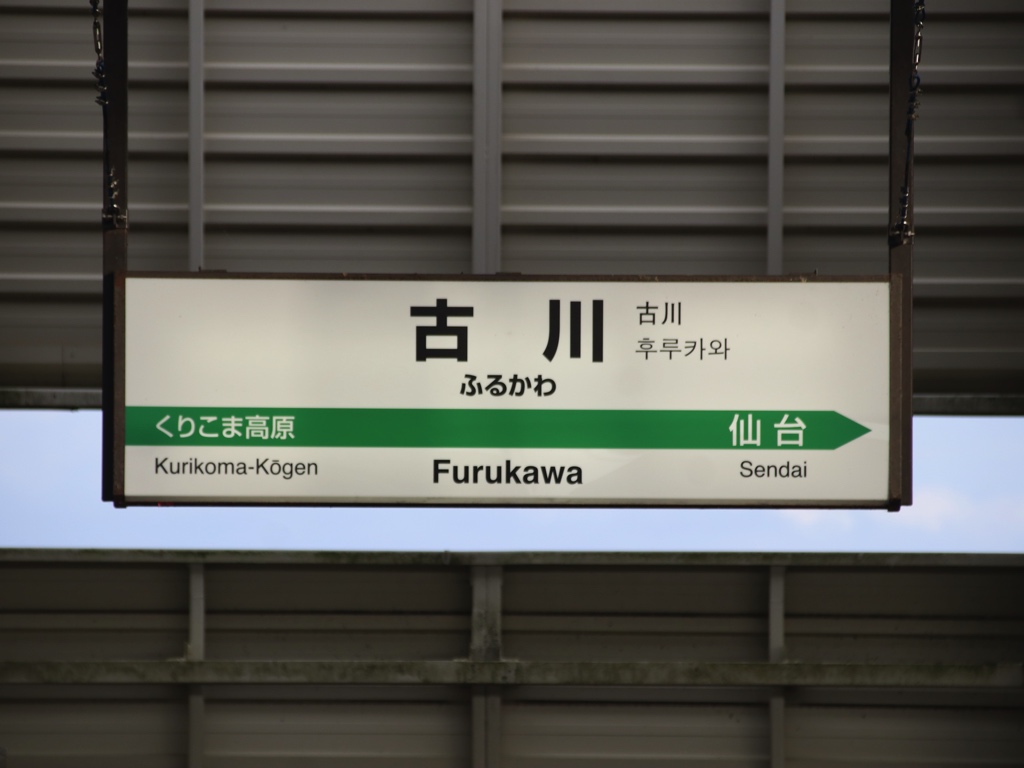 古川
古川
후루카와
ふるかわ
くりこま高原
仙台
Kurikoma-Kōgen
Furukawa
Sendai